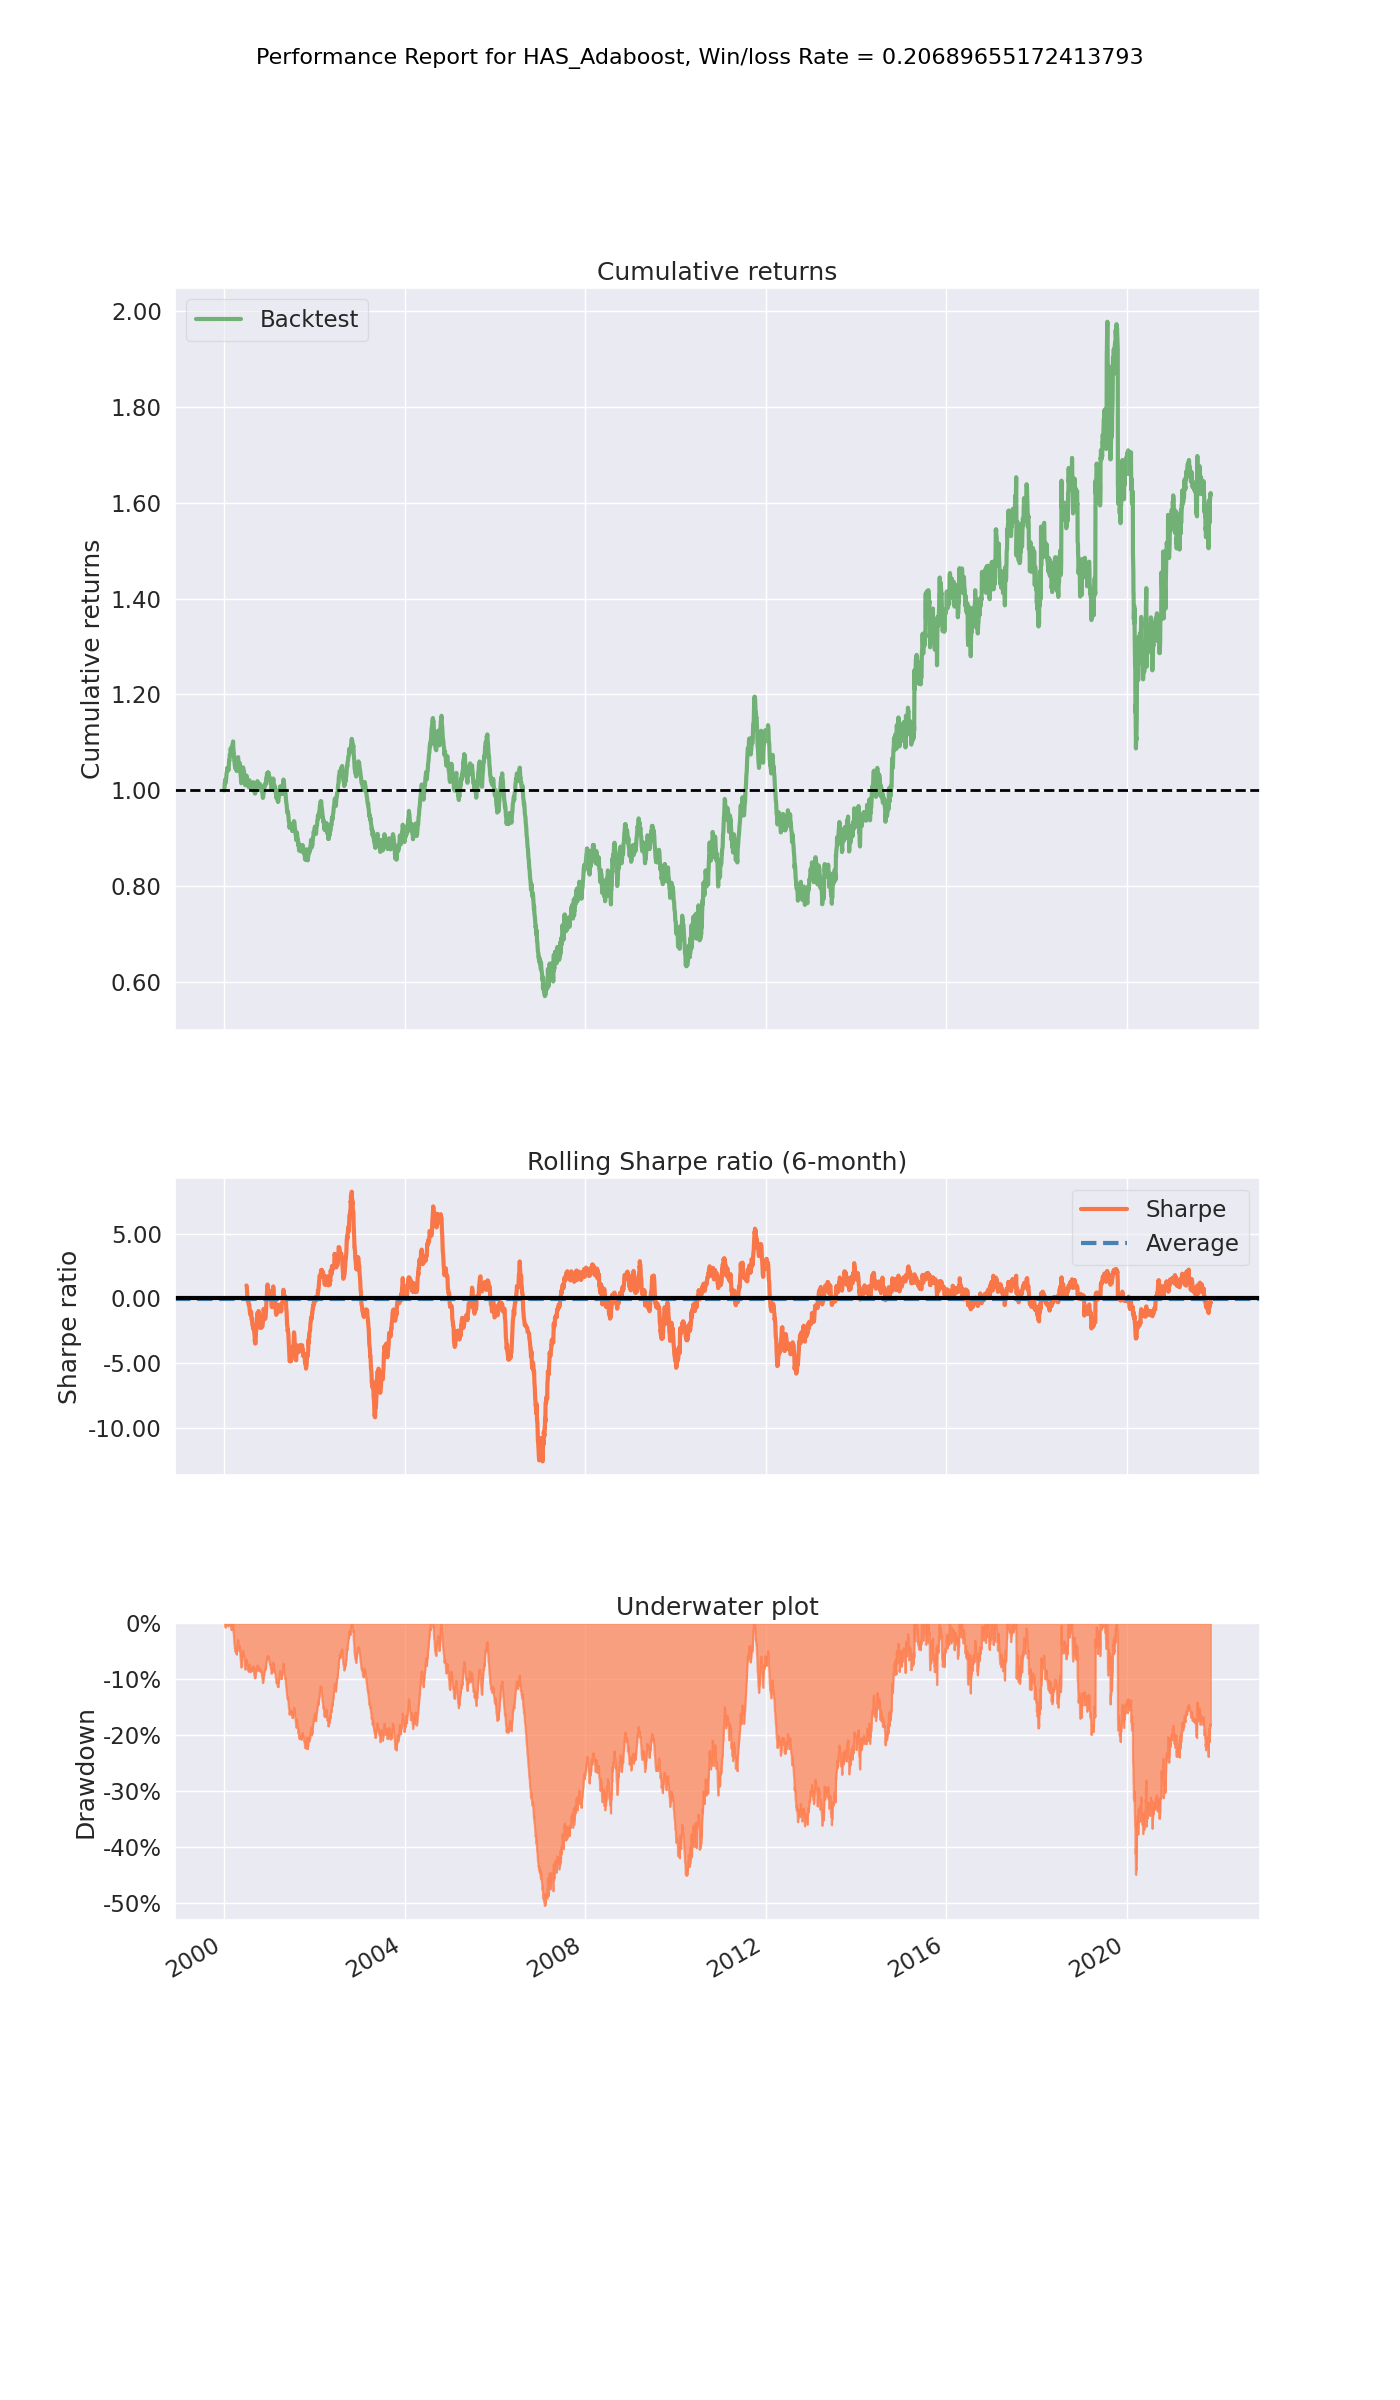 Performance Report for HAS_Adaboost, Win/loss Rate = 0.20689655172413793
Cumulative returns
Backtest
Cumulative returns
2.00
1.80
1.60
1.40
1.20
1.00
0.80
0.60
Rolling Sharpe ratio (6-month)
Sharpe
Average
Sharpe ratio
5.00
0.00
-5.00
-10.00
Underwater plot
Drawdown
0%
-10%
-20%
-30%
-40%
-50%
2000
2004
2008
2012
2016
2020